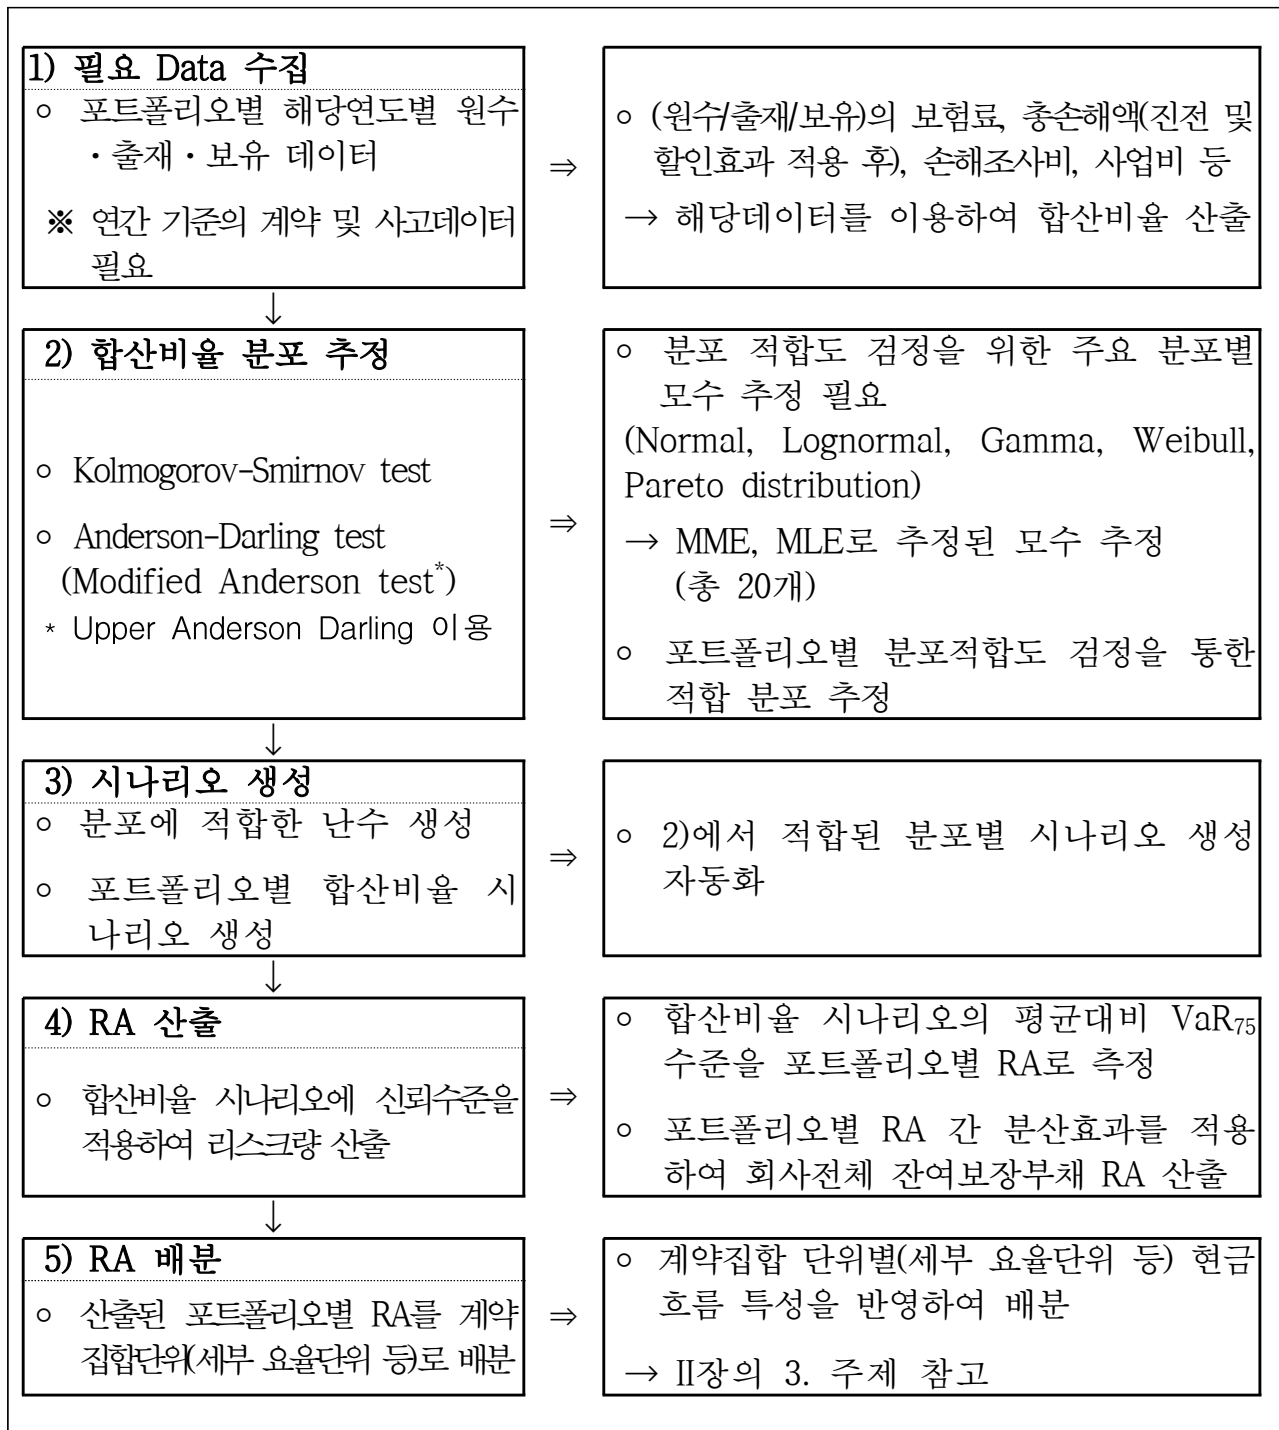 1) 필요 Data 수집
○ 포트폴리오별 해당연도별 원수
・출재・보유 데이터
※ 연간 기준의 계약 및 사고데이터
필요
⇒
○ (원수/출재/보유)의 보험료, 총손해액(진전 및
할인효과 적용 후), 손해조사비, 사업비 등
→ 해당데이터를 이용하여 합산비율 산출
↓
2) 합산비율 분포 추정
○ Kolmogorov-Smirnov test
○ Anderson-Darling test
(Modified Anderson test*)
* Upper Anderson Darling 이용
⇒
○ 분포 적합도 검정을 위한 주요 분포별
모수 추정 필요
(Normal, Lognormal, Gamma, Weibull,
Pareto distribution)
→ MME, MLE로 추정된 모수 추정
(총 20개)
○ 포트폴리오별 분포적합도 검정을 통한
적합 분포 추정
↓
3) 시나리오 생성
○ 분포에 적합한 난수 생성
○ 포트폴리오별 합산비율 시
나리오 생성
⇒
○ 2)에서 적합된 분포별 시나리오 생성
자동화
↓
4) RA 산출
○ 합산비율 시나리오에 신뢰수준을
적용하여 리스크량 산출
⇒
○ 합산비율 시나리오의 평균대비 VaR75
수준을 포트폴리오별 RA로 측정
○ 포트폴리오별 RA 간 분산효과를 적용
하여 회사전체 잔여보장부채 RA 산출
↓
5) RA 배분
○ 산출된 포트폴리오별 RA를 계약
집합단위(세부 요율단위 등)로 배분
⇒
○ 계약집합 단위별(세부 요율단위 등) 현금
흐름 특성을 반영하여 배분
→ Ⅱ장의 3. 주제 참고